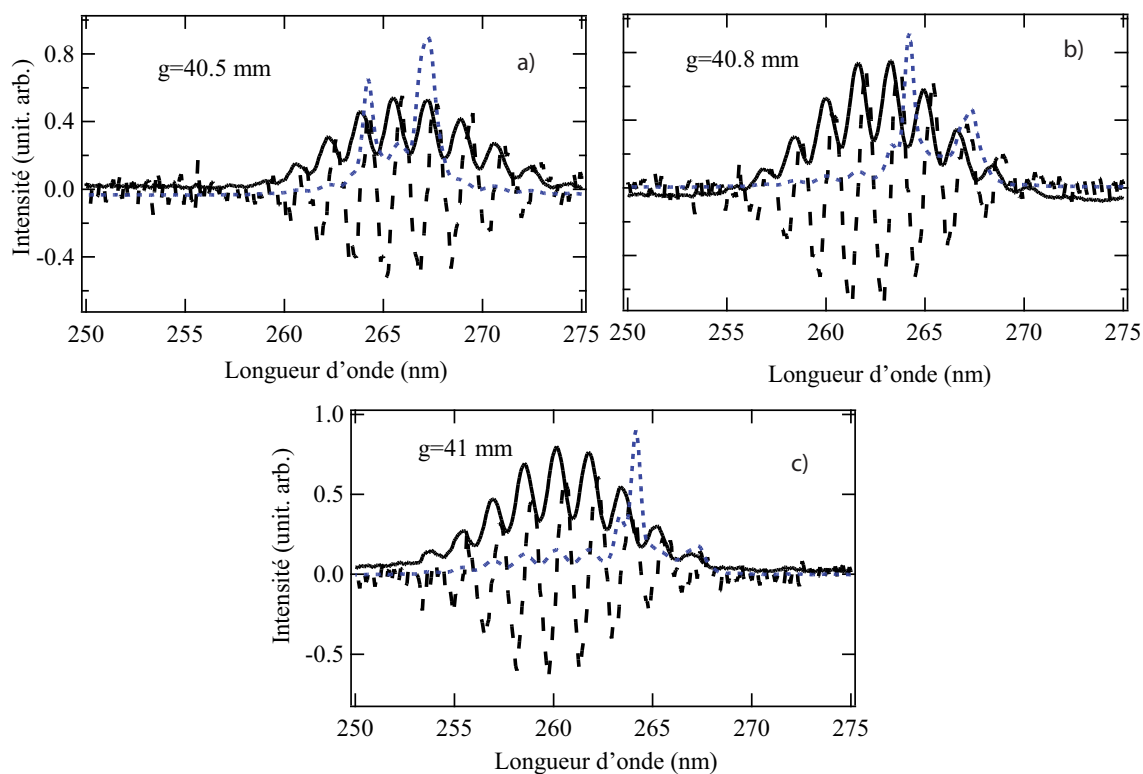 g=40.5 mm
a)
Intensité (unit. arb.)
0.8
0.4
0.0
-0.4
250 255 260 265 270 275
Longueur d'onde (nm)
g=40.8 mm
b)
250 255 260 265 270 275
Longueur d'onde (nm)
g=41 mm
c)
Intensité (unit. arb.)
1.0
0.5
0.0
-0.5
250 255 260 265 270 275
Longueur d'onde (nm)